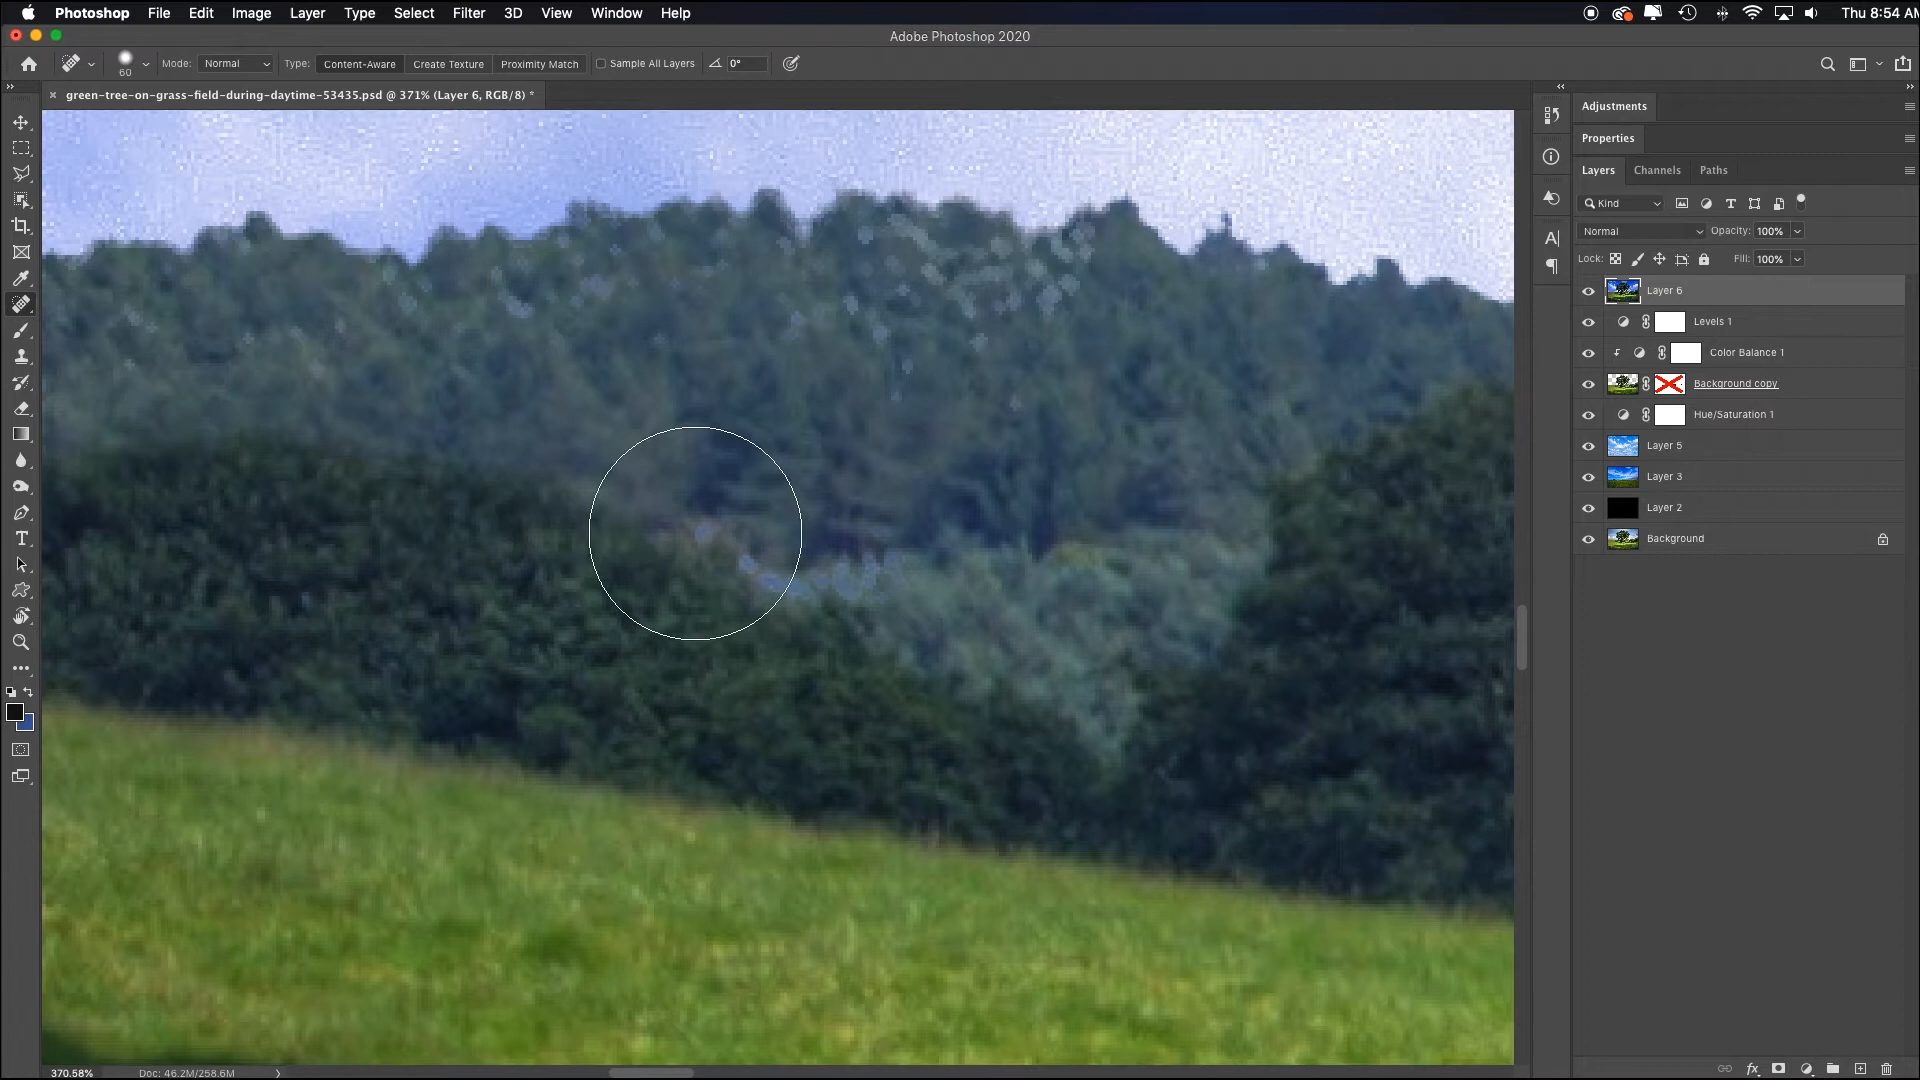 Photoshop File Edit Image Layer Type Select Filter 3D View Window Help Thu 8:54 AM
Adobe Photoshop 2020
60 Mode: Normal Type: Content-Aware Create Texture Proximity Match Sample All Layers 0°
green-tree-on-grass-field-during-daytime-53435.psd @ 371% (Layer 6, RGB/8) *
Adjustments
Properties
Layers Channels Paths
Kind
Normal Opacity: 100%
Lock: Fill: 100%
Layer 6
Levels 1
Color Balance 1
Background copy
Hue/Saturation 1
Layer 5
Layer 3
Layer 2
Background
370.58% Doc: 46.2M/258.6M